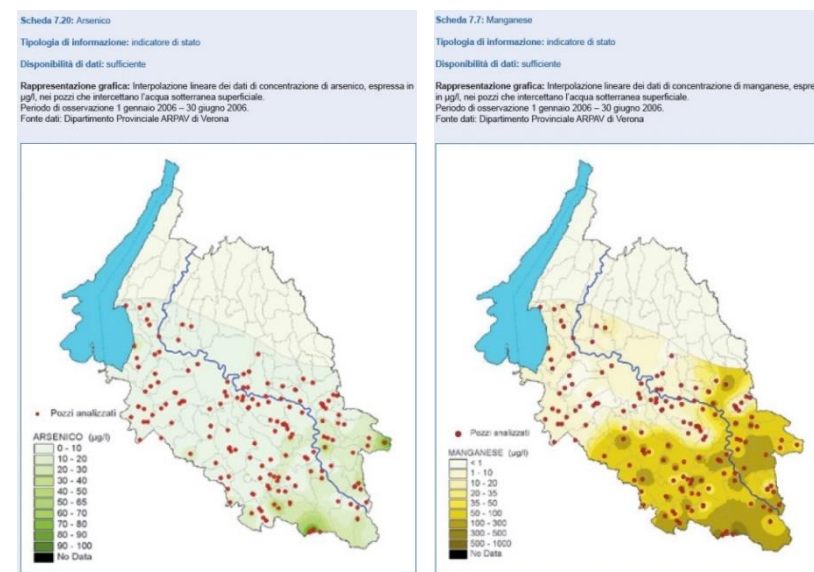 Scheda 7.20: Arsenico
Tipologia di informazione: indicatore di stato
Disponibilità di dati: sufficiente
Rappresentazione grafica: Interpolazione lineare dei dati di concentrazione di arsenico, espressa in
µg/l, nei pozzi che intercettano l'acqua sotterranea superficiale.
Periodo di osservazione 1 gennaio 2006 – 30 giugno 2006.
Fonte dati: Dipartimento Provinciale ARPAV di Verona
Pozzi analizzati
ARSENICO (µg/l)
0 - 10
10 - 20
20 - 30
30 - 40
40 - 50
50 - 65
60 - 70
70 - 80
80 - 90
90 - 100
No Data
Scheda 7.7: Manganese
Tipologia di informazione: indicatore di stato
Disponibilità di dati: sufficiente
Rappresentazione grafica: Interpolazione lineare dei dati di concentrazione di manganese, espre
in µg/l, nei pozzi che intercettano l'acqua sotterranea superficiale.
Periodo di osservazione 1 gennaio 2006 – 30 giugno 2006.
Fonte dati: Dipartimento Provinciale ARPAV di Verona
Pozzi analizzati
MANGANESE (µg/l)
< 1
1 - 10
10 - 20
20 - 35
35 - 50
50 - 100
100 - 300
300 - 500
500 - 1000
No Data